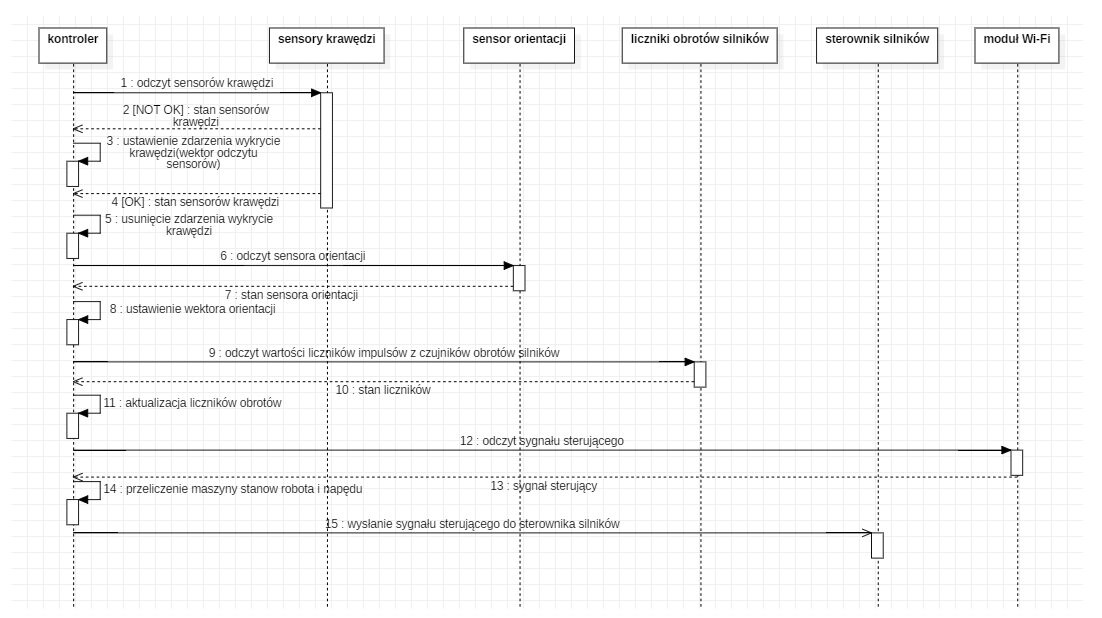 kontroler
sensory krawędzi
sensor orientacji
liczniki obrotów silników
sterownik silników
moduł Wi-Fi
1 : odczyt sensorów krawędzi
2 [NOT OK] : stan sensorów
krawędzi
3 : ustawienie zdarzenia wykrycie
krawędzi(wektor odczytu
sensorów)
4 [OK] : stan sensorów krawędzi
5 : usunięcie zdarzenia wykrycie
krawędzi
6 : odczyt sensora orientacji
7 : stan sensora orientacji
8 : ustawienie wektora orientacji
9 : odczyt wartości liczników impulsów z czujników obrotów silników
10 : stan liczników
11 : aktualizacja liczników obrotów
12 : odczyt sygnału sterującego
13 : sygnał sterujący
14 : przeliczenie maszyny stanow robota i napędu
15 : wysłanie sygnału sterującego do sterownika silników